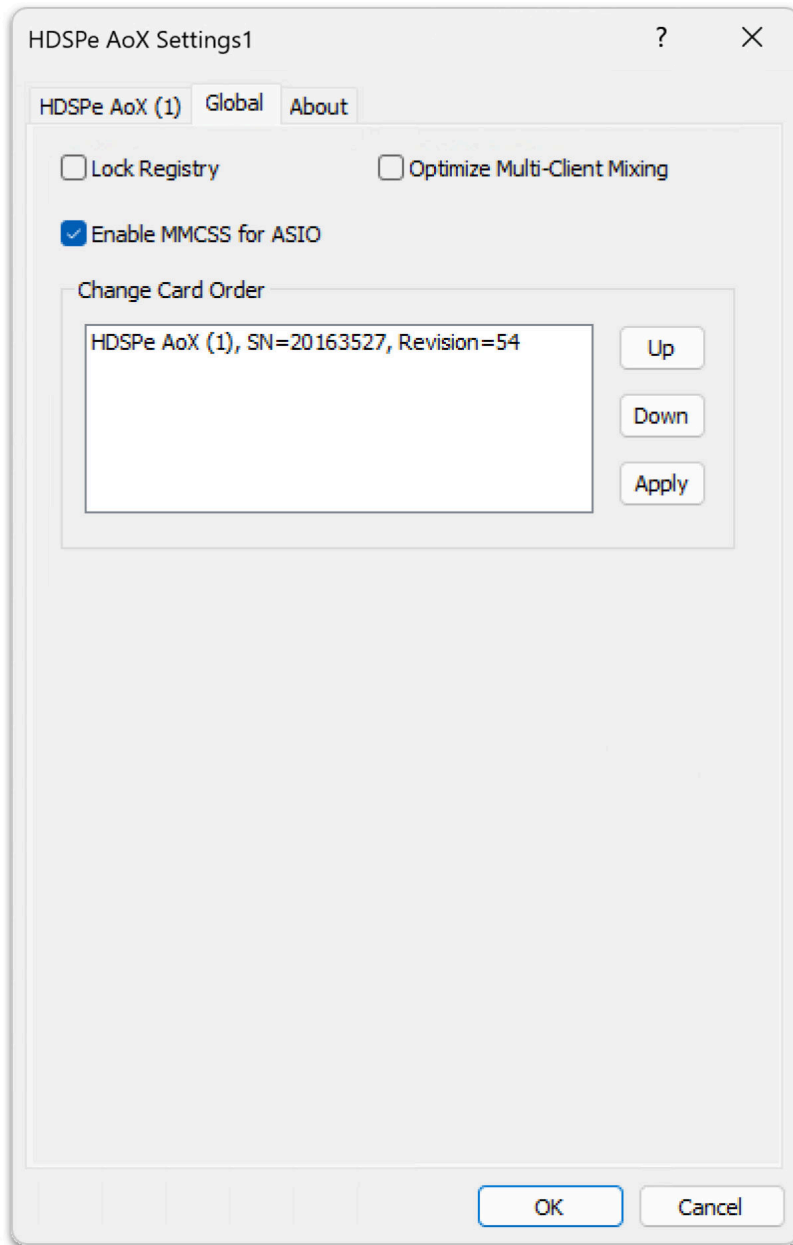 HDSPe AoX Settings1 ?
HDSPe AoX (1) Global About
Lock Registry Optimize Multi-Client Mixing
Enable MMCSS for ASIO
Change Card Order
HDSPe AoX (1), SN=20163527, Revision=54
Up
Down
Apply
OK Cancel